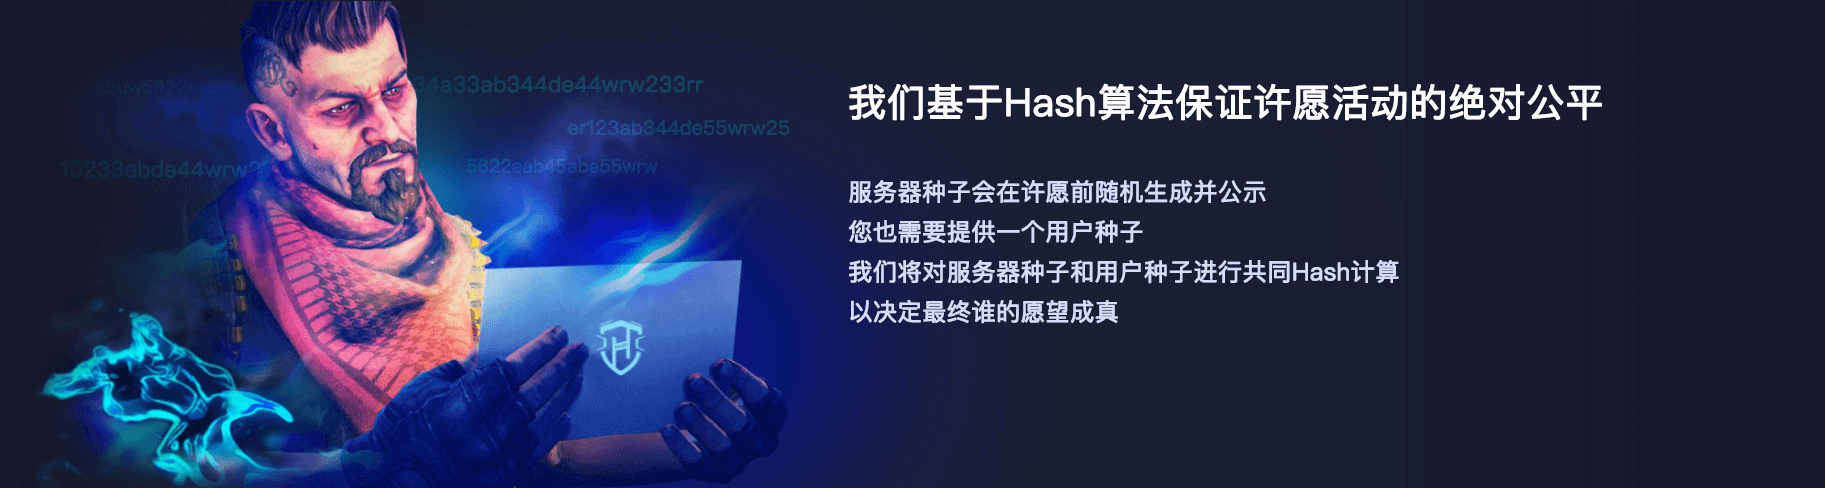 34a33ab344de44wrw233rr
er123ab344de55wrw25
10233abde44wrw2
5622eab45abe55wrw
我们基于Hash算法保证许愿活动的绝对公平
服务器种子会在许愿前随机生成并公示
您也需要提供一个用户种子
我们将对服务器种子和用户种子进行共同Hash计算
以决定最终谁的愿望成真